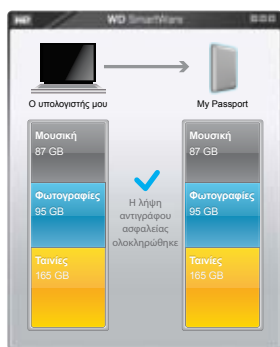 WD SmartWare
Ο υπολογιστής μου
My Passport
Μουσική
87 GB
Φωτογραφίες
95 GB
Ταινίες
165 GB
Η λήψη
αντιγράφου
ασφαλείας
ολοκληρώθηκε
Μουσική
87 GB
Φωτογραφίες
95 GB
Ταινίες
165 GB